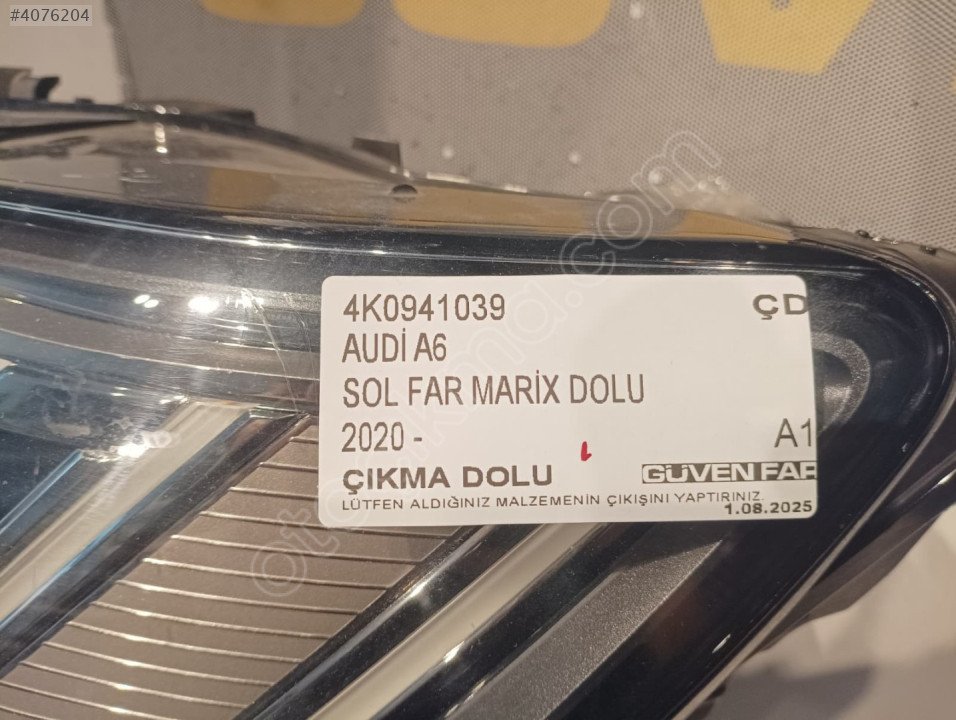 #4076204
4K0941039 ÇD
AUDİ A6
SOL FAR MARİX DOLU
2020 - A1
ÇIKMA DOLU GÜVEN FAR
LÜTFEN ALDIĞINIZ MALZEMENİN ÇIKIŞINI YAPTIRINIZ.
1.08.2025
otocikma.com